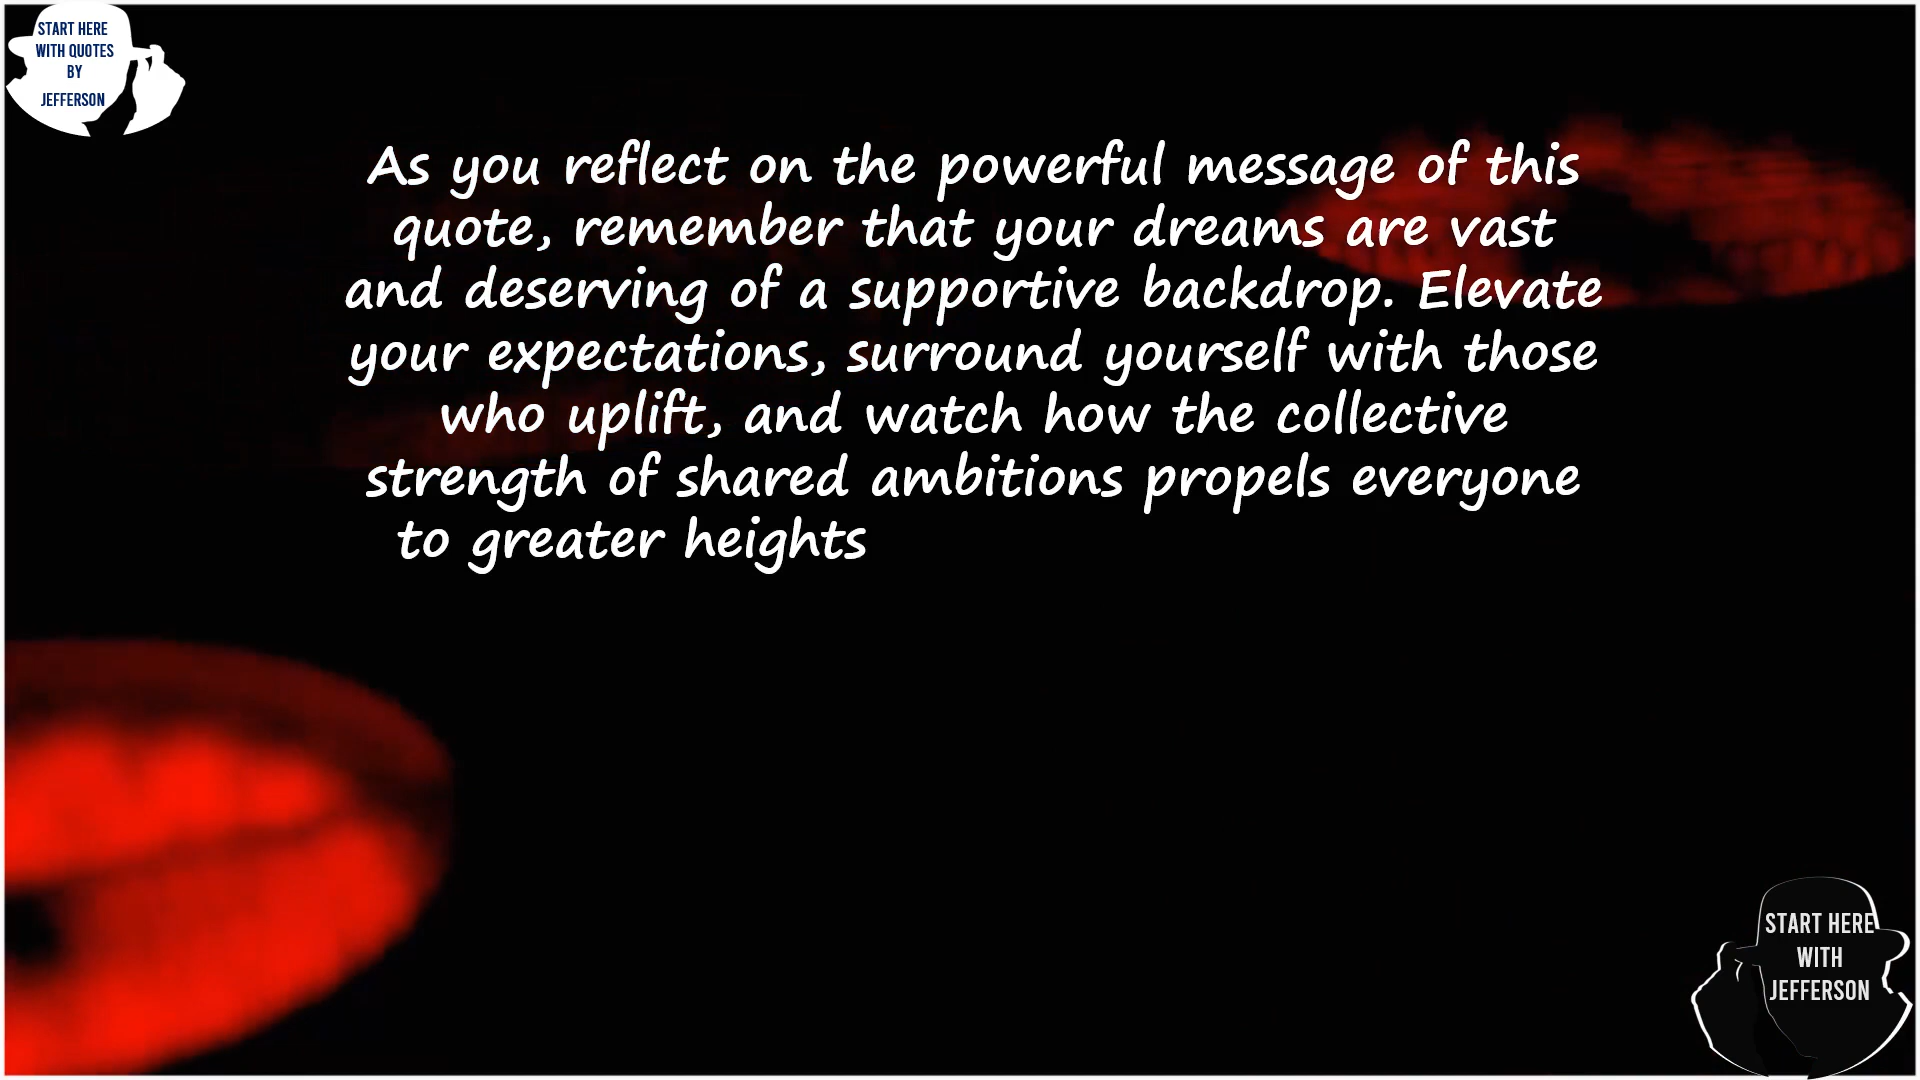 START HERE
WITH QUOTES
BY
JEFFERSON
As you reflect on the powerful message of this
quote, remember that your dreams are vast
and deserving of a supportive backdrop. Elevate
your expectations, surround yourself with those
who uplift, and watch how the collective
strength of shared ambitions propels everyone
to greater heights
START HERE
WITH
JEFFERSON